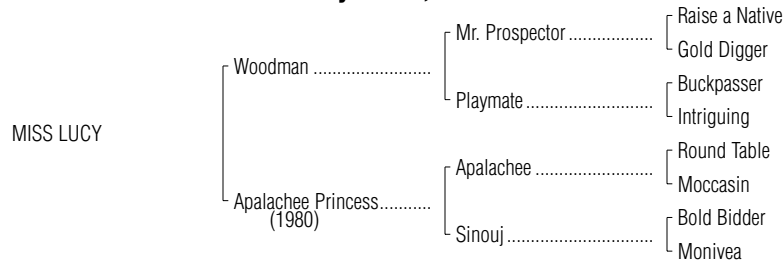 Raise a Native
Mr. Prospector ....................
Gold Digger
Woodman ............................
Buckpasser
Playmate ..............................
Intriguing
MISS LUCY
Round Table
Apalachee ............................
Moccasin
Apalachee Princess...........
(1980)
Bold Bidder
Sinouj ...................................
Monivea